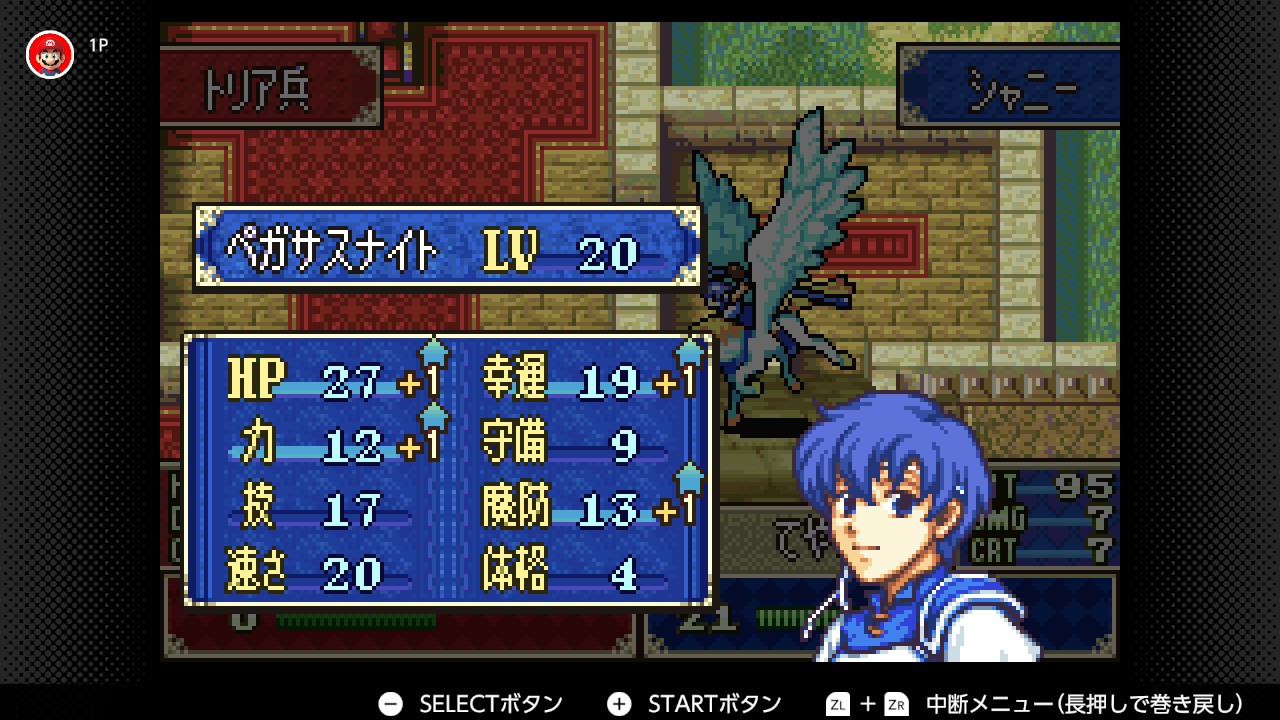 1P
トリア兵
シャニー
ペガサスナイト LV 20
HP 27 +1 幸運 19 +1
力 12 +1 守備 9
技 17 魔防 13 +1
速さ 20 体格 4
95
DMG 7
CRT 7
21
SELECTボタン STARTボタン ZL + ZR 中断メニュー(長押しで巻き戻し)